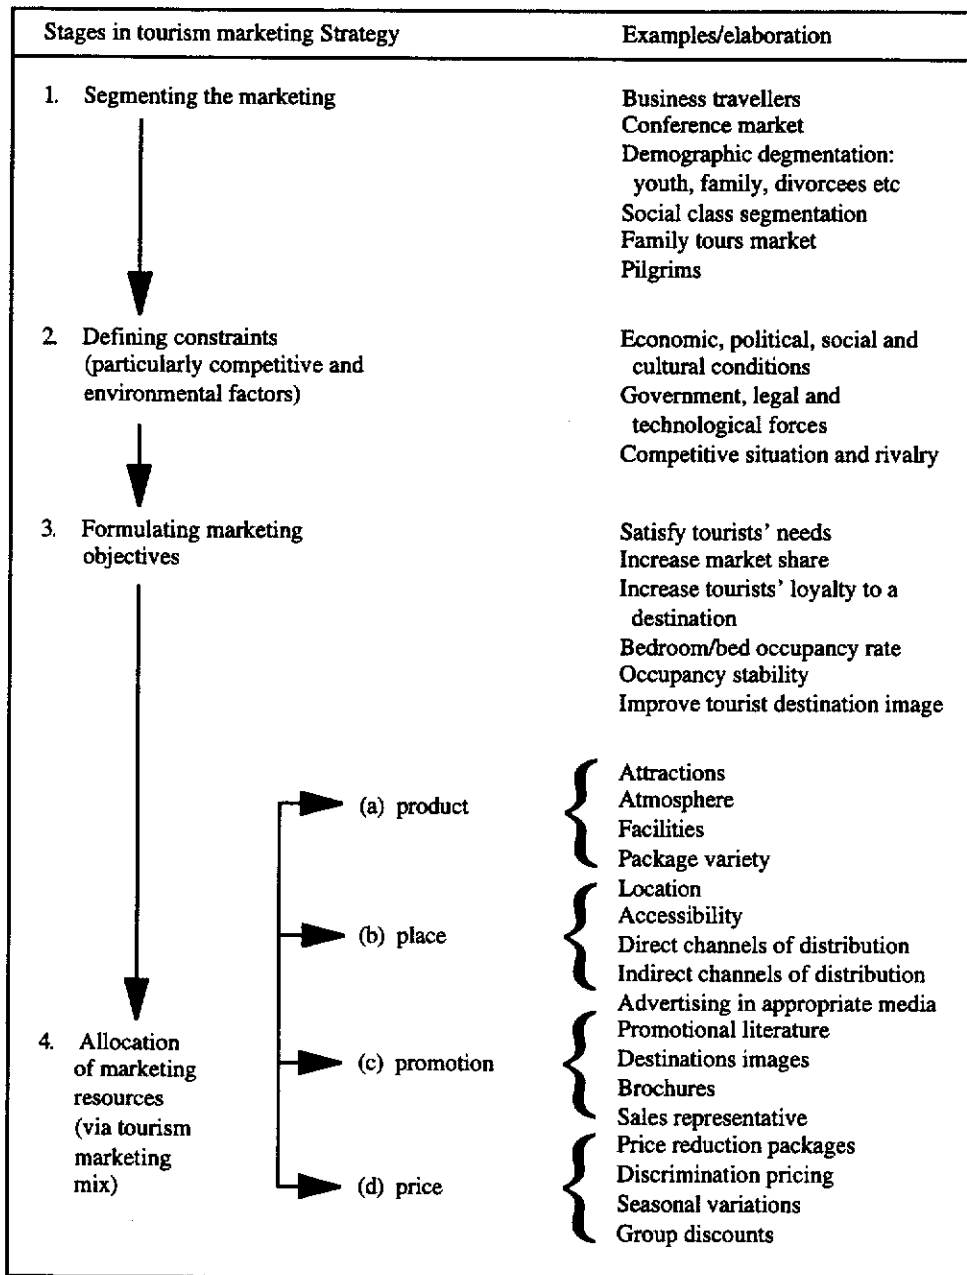 Stages in tourism marketing Strategy
Examples/elaboration
1. Segmenting the marketing
Business travellers
Conference market
Demographic degmentation:
youth, family, divorcees etc
Social class segmentation
Family tours market
Pilgrims
2. Defining constraints
(particularly competitive and
environmental factors)
Economic, political, social and
cultural conditions
Government, legal and
technological forces
Competitive situation and rivalry
3. Formulating marketing
objectives
Satisfy tourists' needs
Increase market share
Increase tourists' loyalty to a
destination
Bedroom/bed occupancy rate
Occupancy stability
Improve tourist destination image
4. Allocation
of marketing
resources
(via tourism
marketing
mix)
(a) product
Attractions
Atmosphere
Facilities
Package variety
(b) place
Location
Accessibility
Direct channels of distribution
Indirect channels of distribution
(c) promotion
Advertising in appropriate media
Promotional literature
Destinations images
Brochures
Sales representative
(d) price
Price reduction packages
Discrimination pricing
Seasonal variations
Group discounts